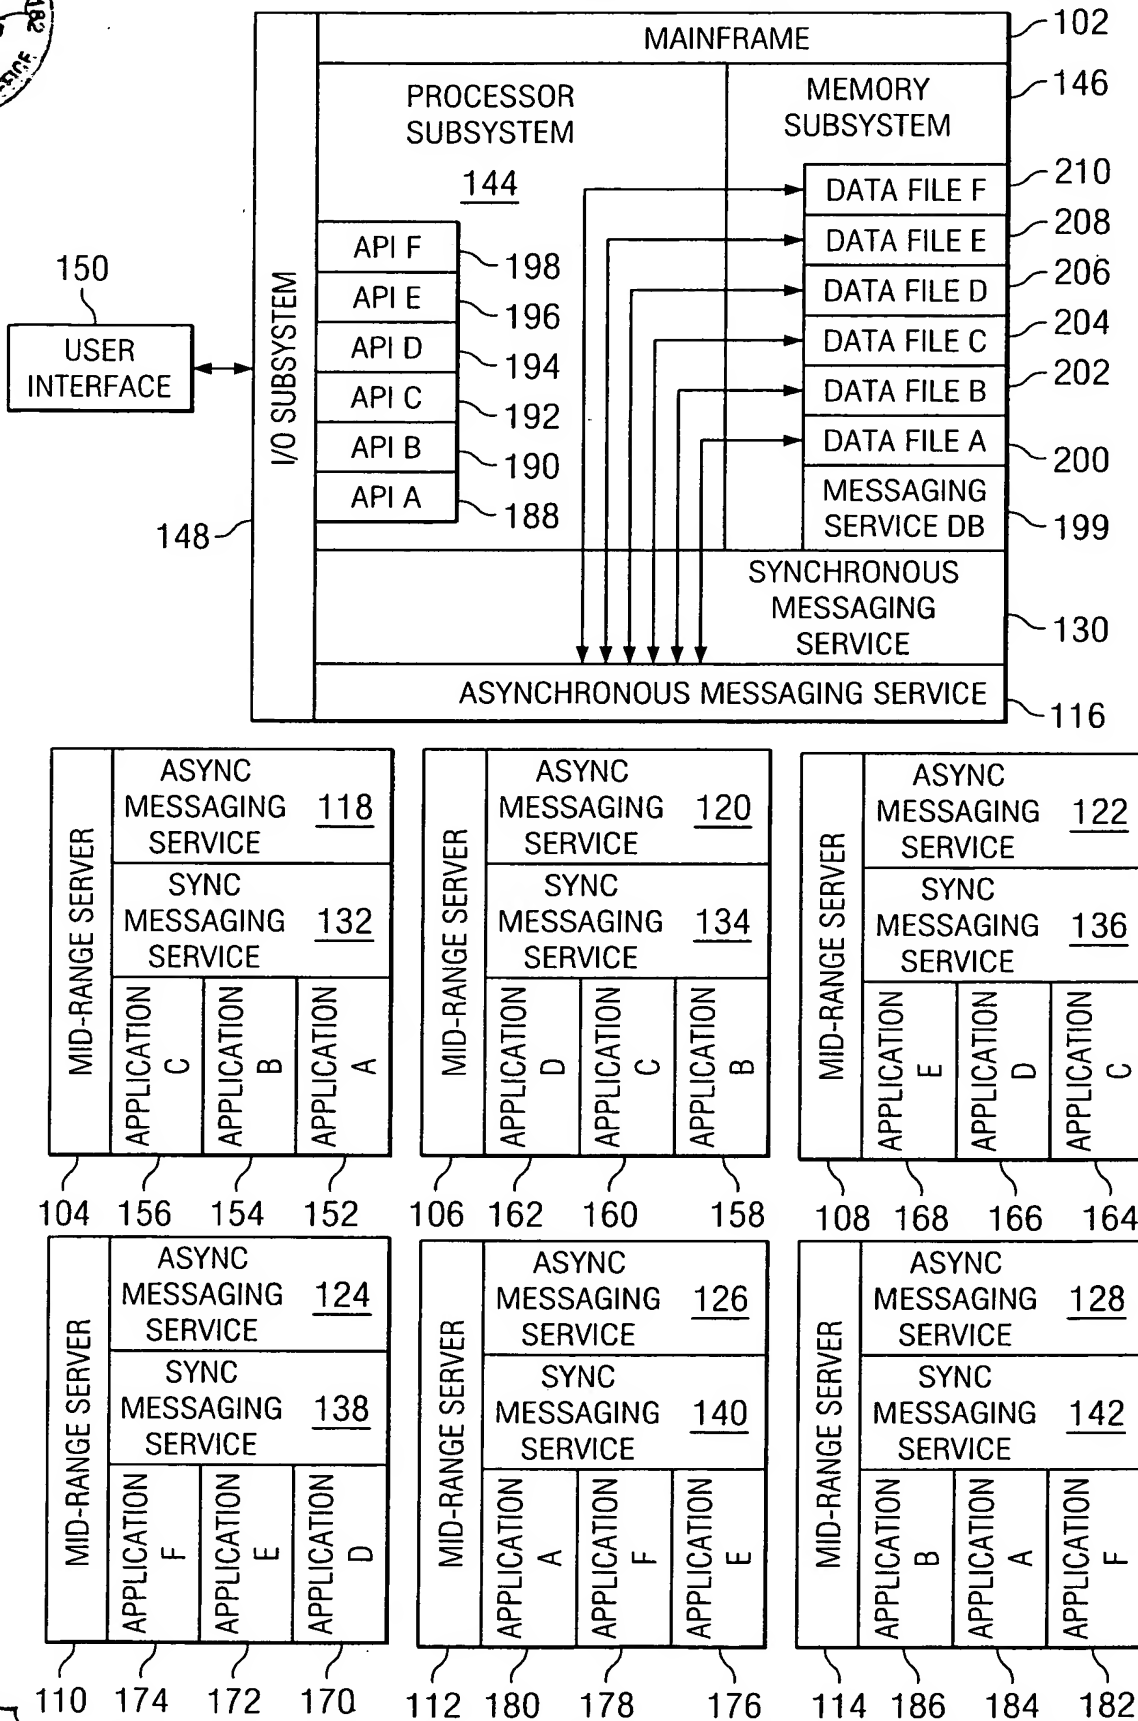 182
MAINFRAME
102
PROCESSOR
SUBSYSTEM
144
MEMORY
SUBSYSTEM
146
DATA FILE F
210
DATA FILE E
208
DATA FILE D
206
DATA FILE C
204
DATA FILE B
202
DATA FILE A
200
MESSAGING
SERVICE DB
199
API F
198
API E
196
API D
194
API C
192
API B
190
API A
188
150
USER
INTERFACE
I/O SUBSYSTEM
148
SYNCHRONOUS
MESSAGING
SERVICE
130
ASYNCHRONOUS MESSAGING SERVICE
116
MID-RANGE SERVER
ASYNC
MESSAGING
SERVICE
118
SYNC
MESSAGING
SERVICE
132
APPLICATION
C
APPLICATION
B
APPLICATION
A
104 156 154 152
MID-RANGE SERVER
ASYNC
MESSAGING
SERVICE
120
SYNC
MESSAGING
SERVICE
134
APPLICATION
D
APPLICATION
C
APPLICATION
B
106 162 160 158
MID-RANGE SERVER
ASYNC
MESSAGING
SERVICE
122
SYNC
MESSAGING
SERVICE
136
APPLICATION
E
APPLICATION
D
APPLICATION
C
108 168 166 164
MID-RANGE SERVER
ASYNC
MESSAGING
SERVICE
124
SYNC
MESSAGING
SERVICE
138
APPLICATION
F
APPLICATION
E
APPLICATION
D
110 174 172 170
MID-RANGE SERVER
ASYNC
MESSAGING
SERVICE
126
SYNC
MESSAGING
SERVICE
140
APPLICATION
A
APPLICATION
F
APPLICATION
E
112 180 178 176
MID-RANGE SERVER
ASYNC
MESSAGING
SERVICE
128
SYNC
MESSAGING
SERVICE
142
APPLICATION
B
APPLICATION
A
APPLICATION
F
114 186 184 182